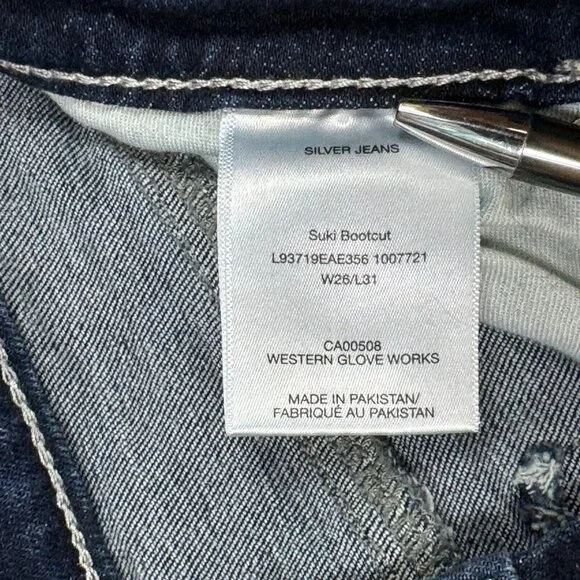 SILVER JEANS
Suki Bootcut
L93719EAE356 1007721
W26/L31
CA00508
WESTERN GLOVE WORKS
MADE IN PAKISTAN/
FABRIQUÉ AU PAKISTAN